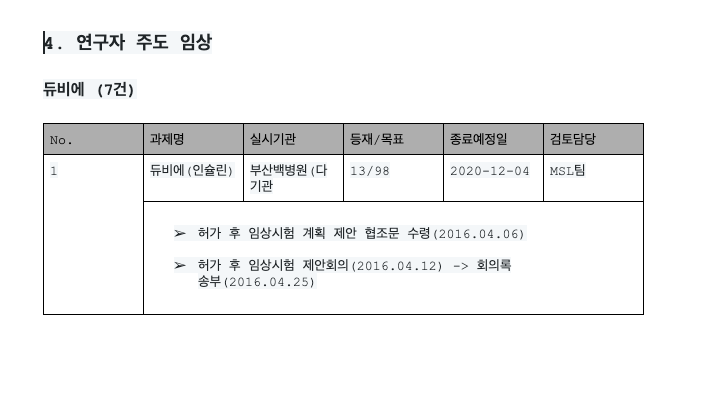 4. 연구자 주도 임상
듀비에 (7건)
No. 과제명 실시기관 등재/목표 종료예정일 검토담당
1 듀비에(인슐린) 부산백병원(다 13/98 2020-12-04 MSL팀
기관
➢ 허가 후 임상시험 계획 제안 협조문 수령(2016.04.06)
➢ 허가 후 임상시험 제안회의(2016.04.12) -> 회의록
송부(2016.04.25)